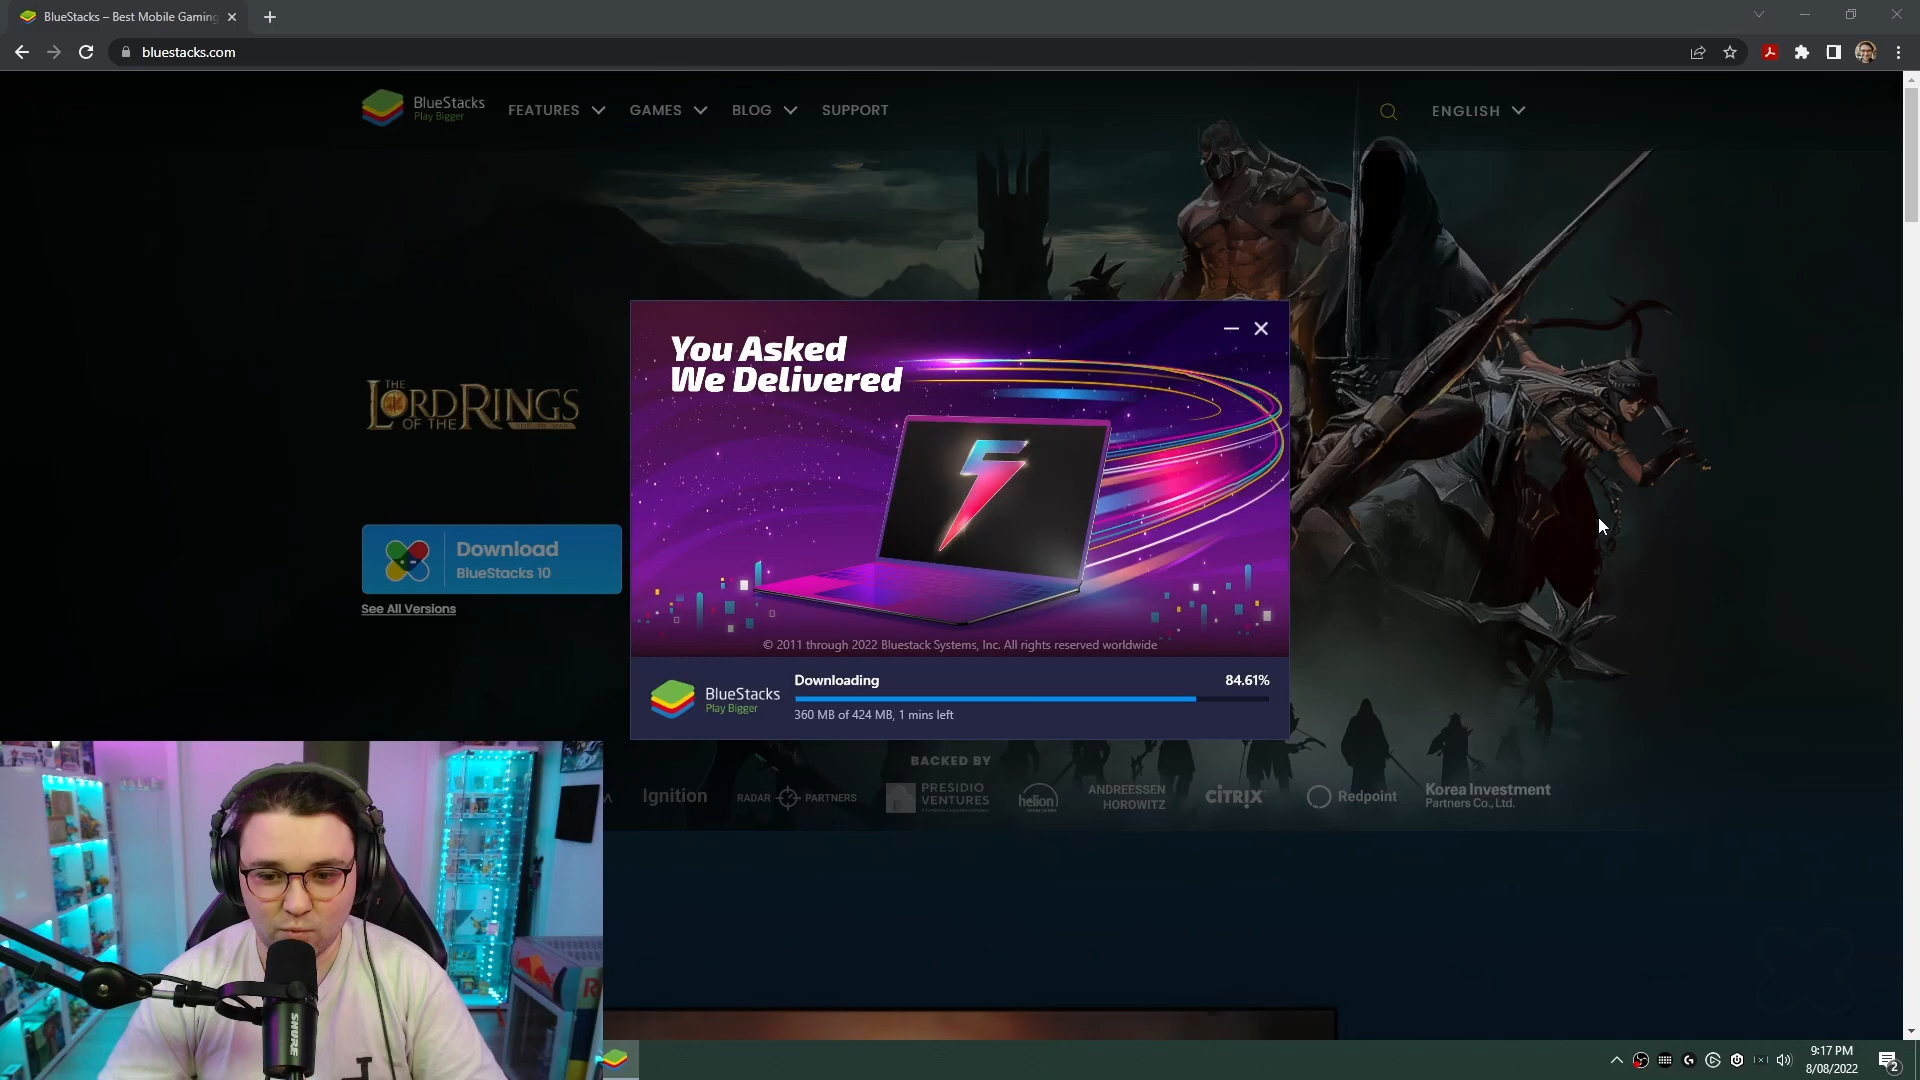 BlueStacks – Best Mobile Gaming
bluestacks.com
BlueStacks
Play Bigger
FEATURES
GAMES
BLOG
SUPPORT
ENGLISH
You Asked
We Delivered
THE
LORD OF THE RINGS
Download
BlueStacks 10
See All Versions
© 2011 through 2022 Bluestack Systems, Inc. All rights reserved worldwide
BlueStacks
Play Bigger
Downloading
84.61%
360 MB of 424 MB, 1 mins left
BACKED BY
Ignition
RADAR PARTNERS
PRESIDIO
VENTURES
helion
ANDREESSEN
HOROWITZ
CITRIX
Redpoint
Korea Investment
Partners Co., Ltd.
SHURE
9:17 PM
8/08/2022
2